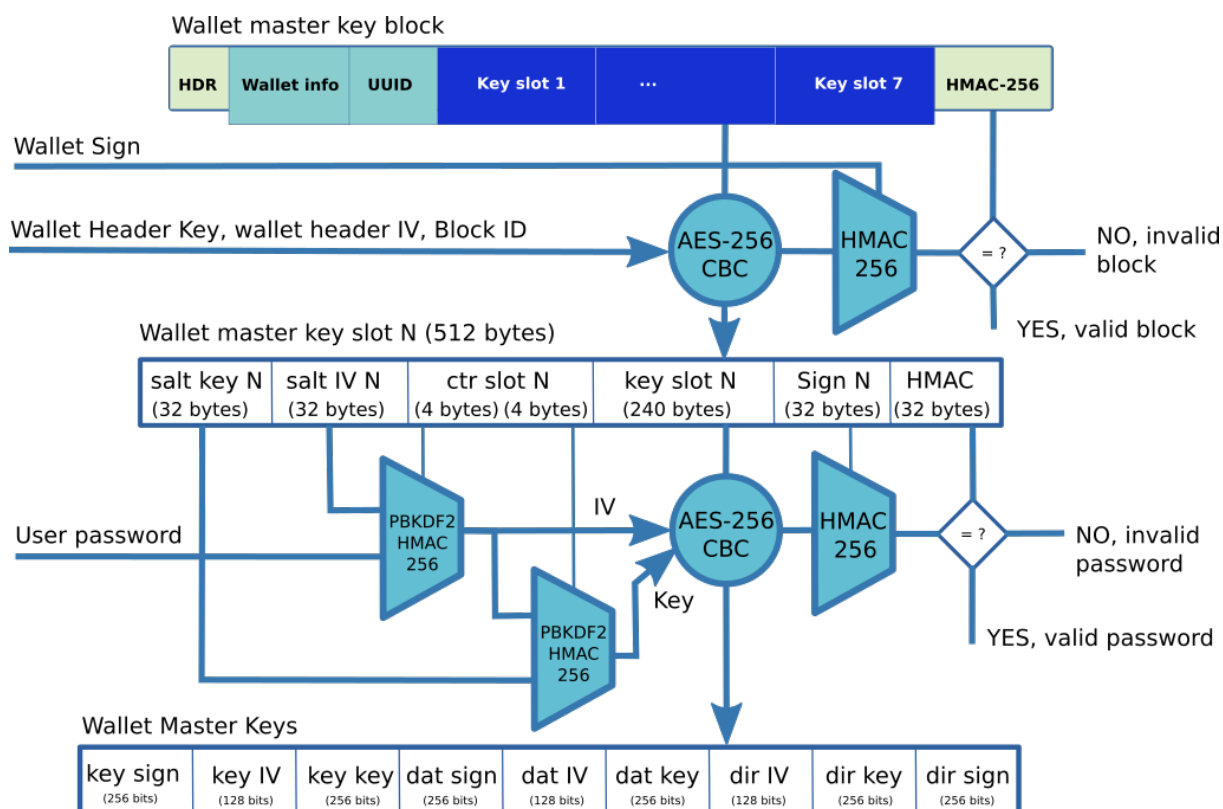 Wallet master key block
HDR
Wallet info
UUID
Key slot 1
...
Key slot 7
HMAC-256
Wallet Sign
Wallet Header Key, wallet header IV, Block ID
AES-256
CBC
HMAC
256
= ?
NO, invalid
block
YES, valid block
Wallet master key slot N (512 bytes)
salt key N
(32 bytes)
salt IV N
(32 bytes)
ctr slot N
(4 bytes) (4 bytes)
key slot N
(240 bytes)
Sign N
(32 bytes)
HMAC
(32 bytes)
User password
PBKDF2
HMAC
256
IV
AES-256
CBC
HMAC
256
= ?
NO, invalid
password
Key
PBKDF2
HMAC
256
YES, valid password
Wallet Master Keys
key sign
(256 bits)
key IV
(128 bits)
key key
(256 bits)
dat sign
(256 bits)
dat IV
(128 bits)
dat key
(256 bits)
dir IV
(128 bits)
dir key
(256 bits)
dir sign
(256 bits)